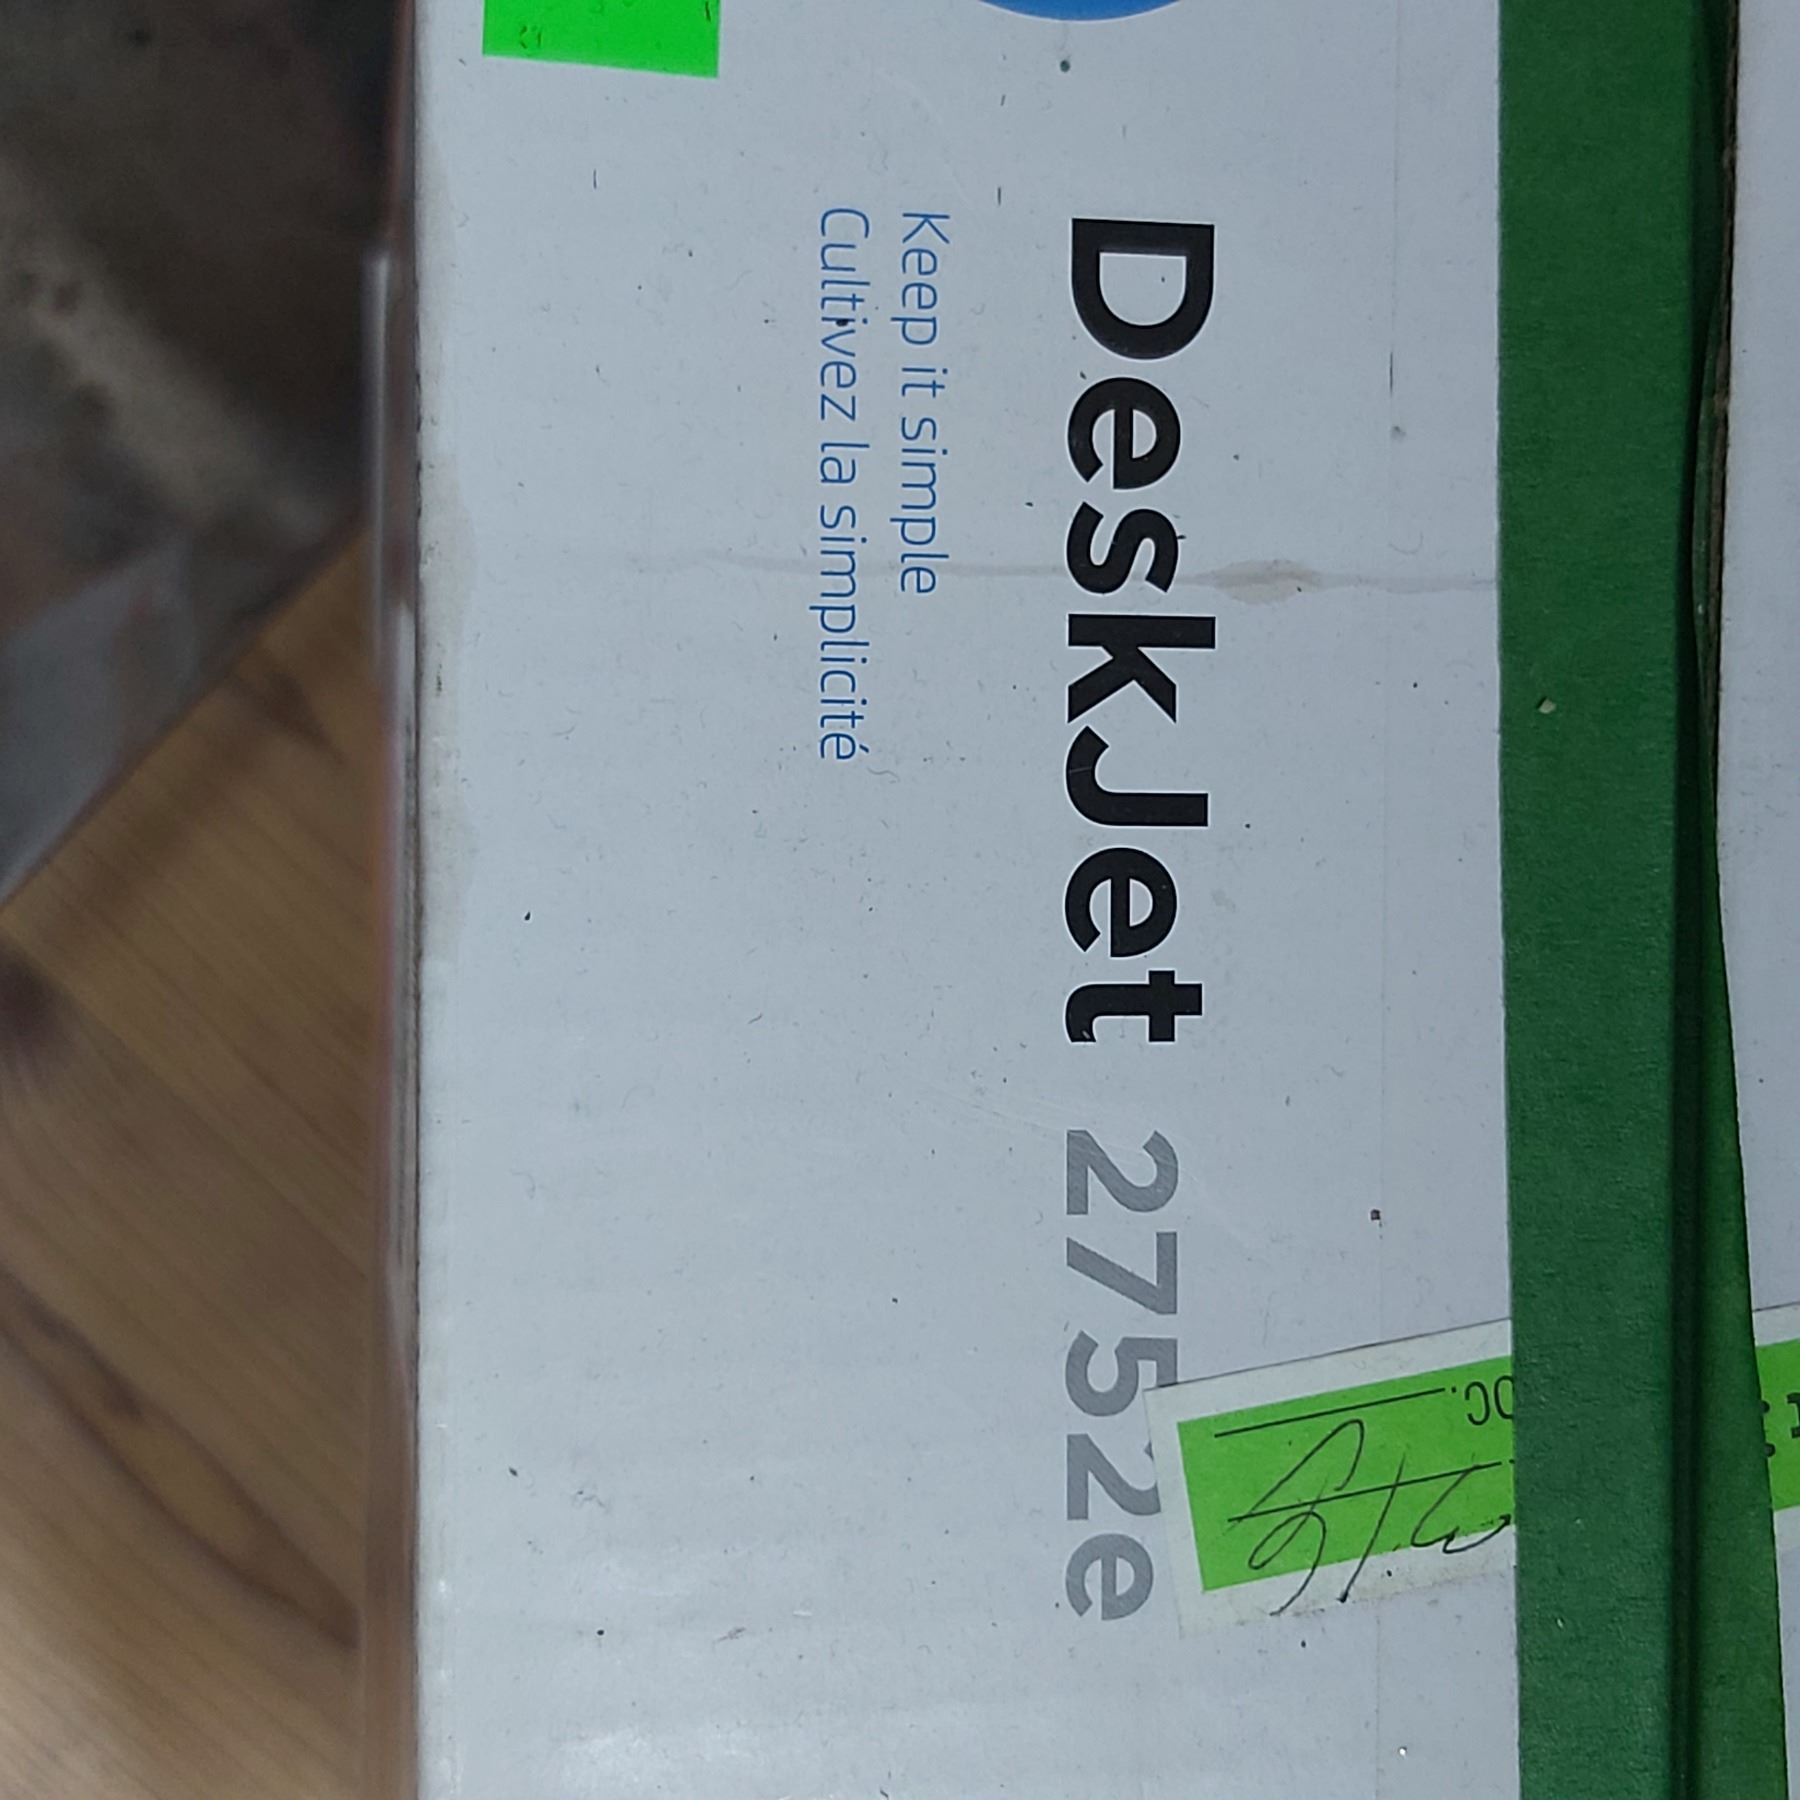 DeskJet 2752e
Keep it simple
Cultivez la simplicité